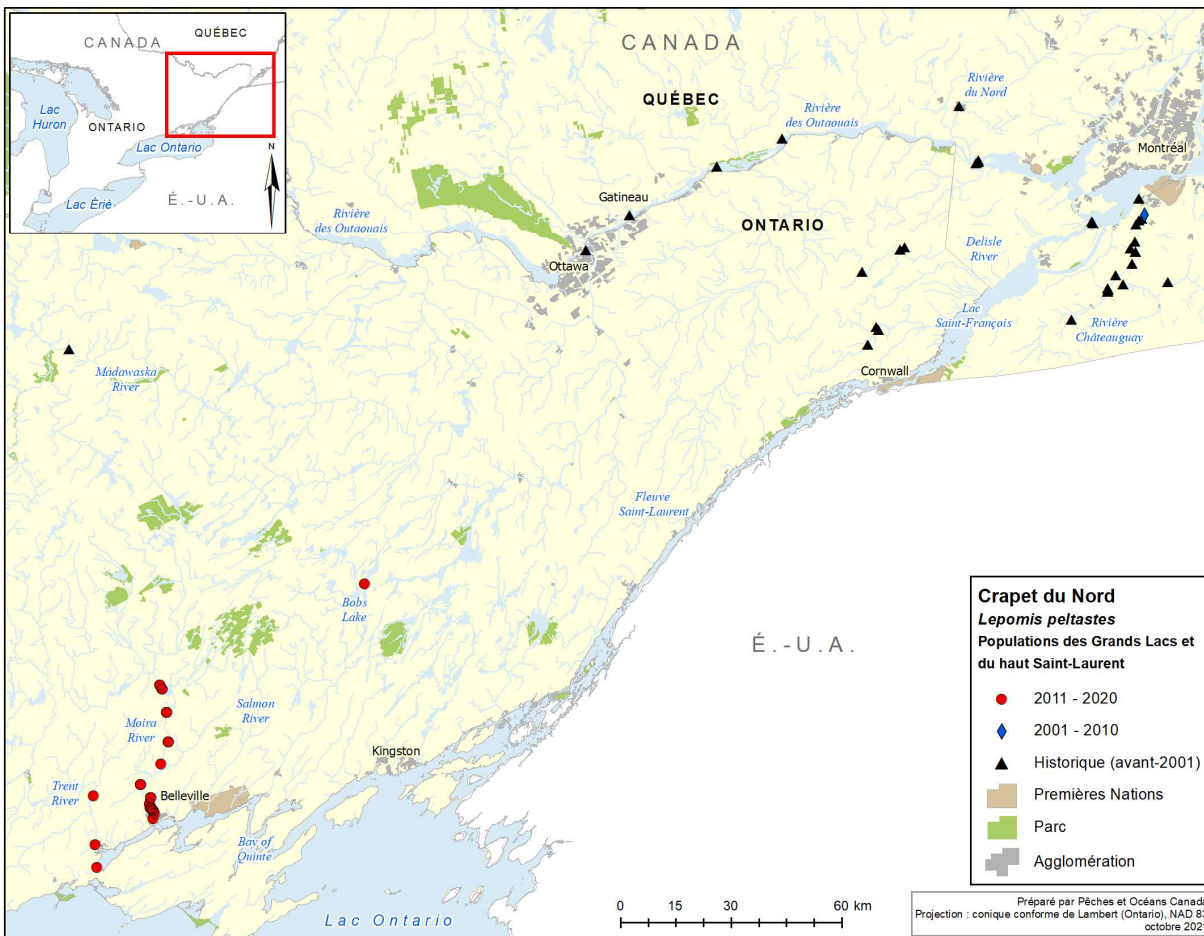 CANADA
QUÉBEC
Lac
Huron
ONTARIO
Lac Ontario
Lac Érié
É.-U.A.
N
CANADA
QUÉBEC
Rivière
du Nord
Rivière
des Outaouais
Montréal
Gatineau
Rivière
des Outaouais
ONTARIO
Delisle
River
Ottawa
Lac
Saint-François
Rivière
Châteauguay
Madawaska
River
Cornwall
Fleuve
Saint-Laurent
Bobs
Lake
É.-U.A.
Salmon
River
Moira
River
Kingston
Trent
River
Belleville
Bay of
Quinte
Lac Ontario
Crapet du Nord
Lepomis peltastes
Populations des Grands Lacs et
du haut Saint-Laurent
2011 - 2020
2001 - 2010
Historique (avant-2001)
Premières Nations
Parc
Agglomération
0 15 30 60 km
Préparé par Pêches et Océans Canada
Projection : conique conforme de Lambert (Ontario), NAD 83
octobre